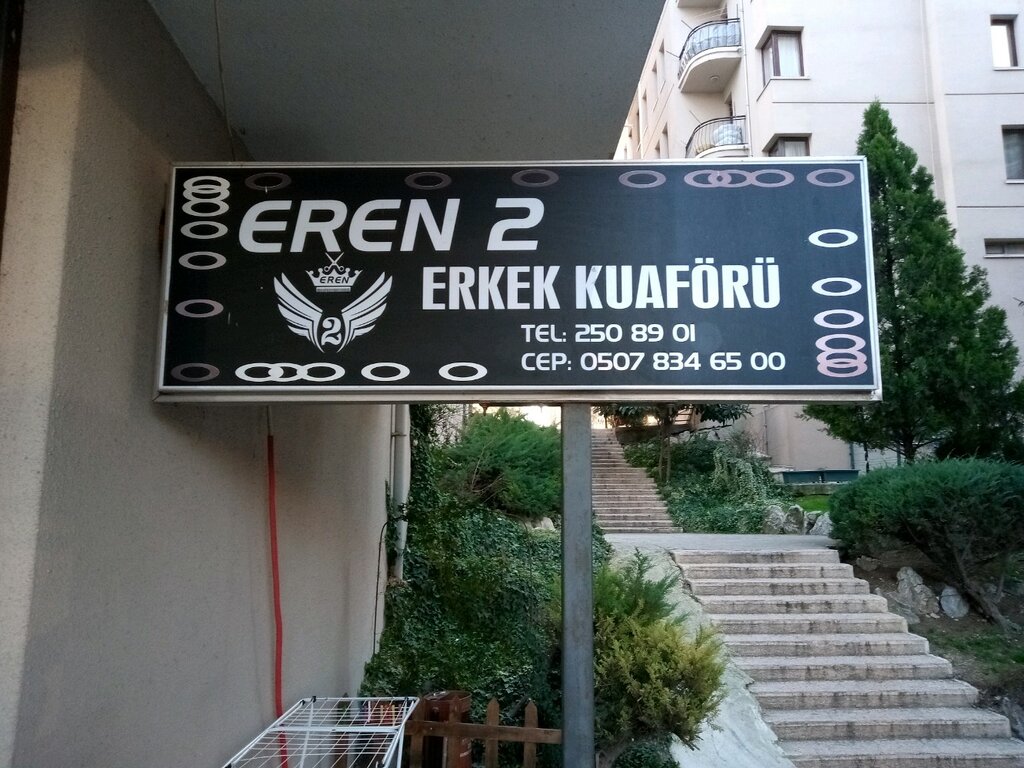 EREN 2
EREN
2
ERKEK KUAFÖRÜ
TEL: 250 89 01
CEP: 0507 834 65 00